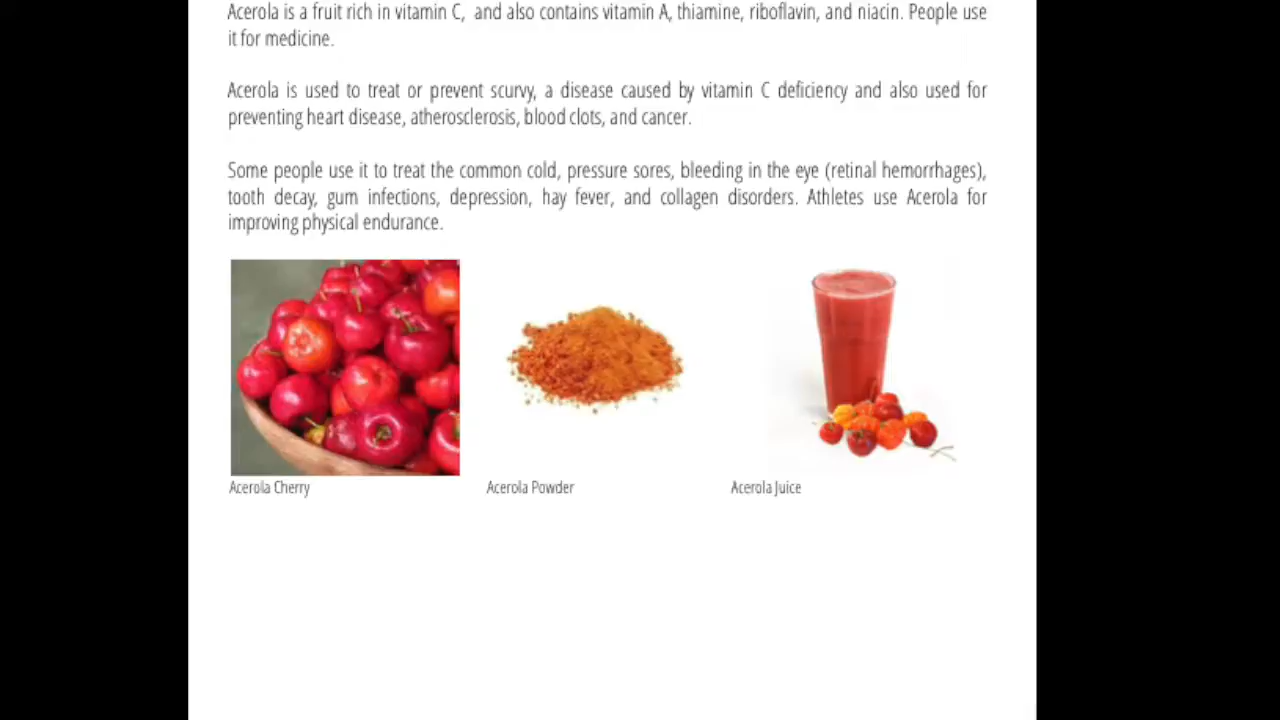 Acerola is a fruit rich in vitamin C, and also contains vitamin A, thiamine, riboflavin, and niacin. People use
it for medicine.
Acerola is used to treat or prevent scurvy, a disease caused by vitamin C deficiency and also used for
preventing heart disease, atherosclerosis, blood clots, and cancer.
Some people use it to treat the common cold, pressure sores, bleeding in the eye (retinal hemorrhages),
tooth decay, gum infections, depression, hay fever, and collagen disorders. Athletes use Acerola for
improving physical endurance.
Acerola Cherry
Acerola Powder
Acerola Juice